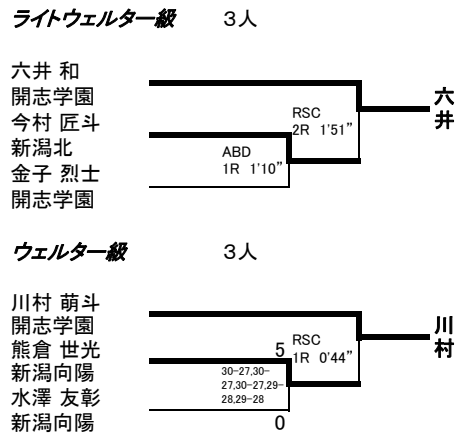 ライトウェルター級 3人
六井 和
開志学園
今村 匠斗
新潟北
金子 烈士
開志学園
ABD
1R 1'10”
RSC
2R 1'51”
六井
ウェルター級 3人
川村 萌斗
開志学園
熊倉 世光
新潟向陽
水澤 友彰
新潟向陽
5
30-27,30-
27,30-27,29-
28,29-28
0
RSC
1R 0'44”
川村